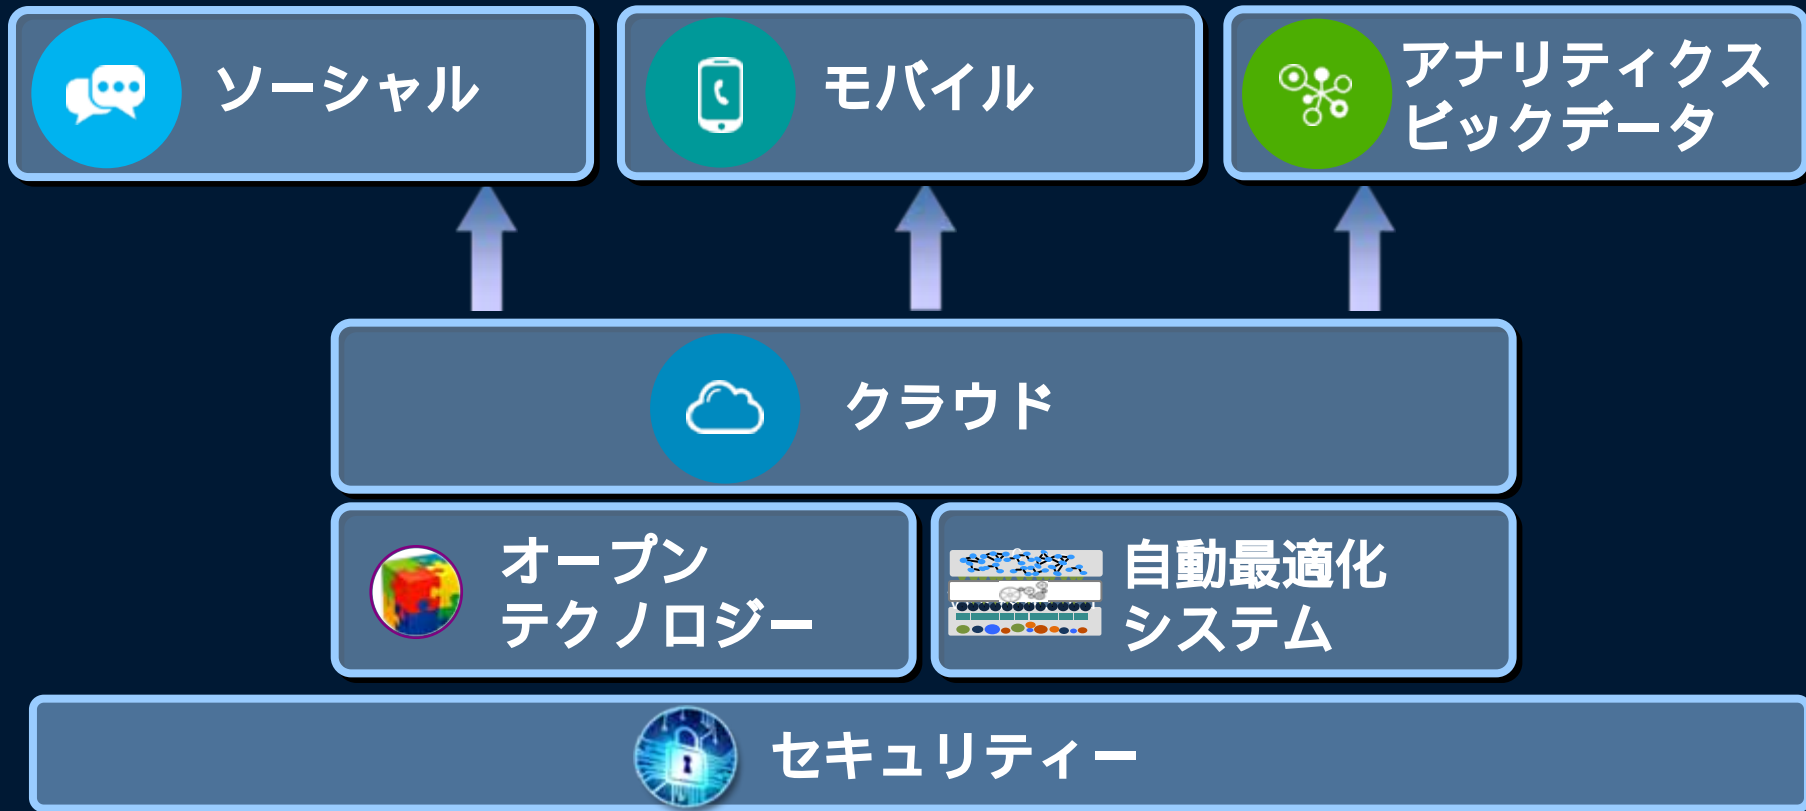 ソーシャル
モバイル
アナリティクス
ビックデータ
クラウド
オープン
テクノロジー
自動最適化
システム
セキュリティー